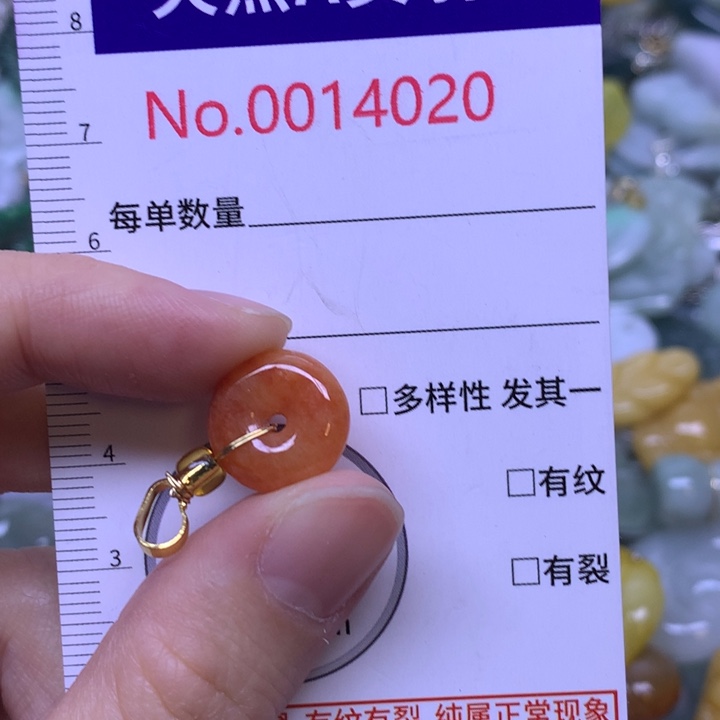 8
No.0014020
7
每单数量
6
□多样性 发其一
4
□有纹
□有裂
3
有纹有裂 纯属正常现象